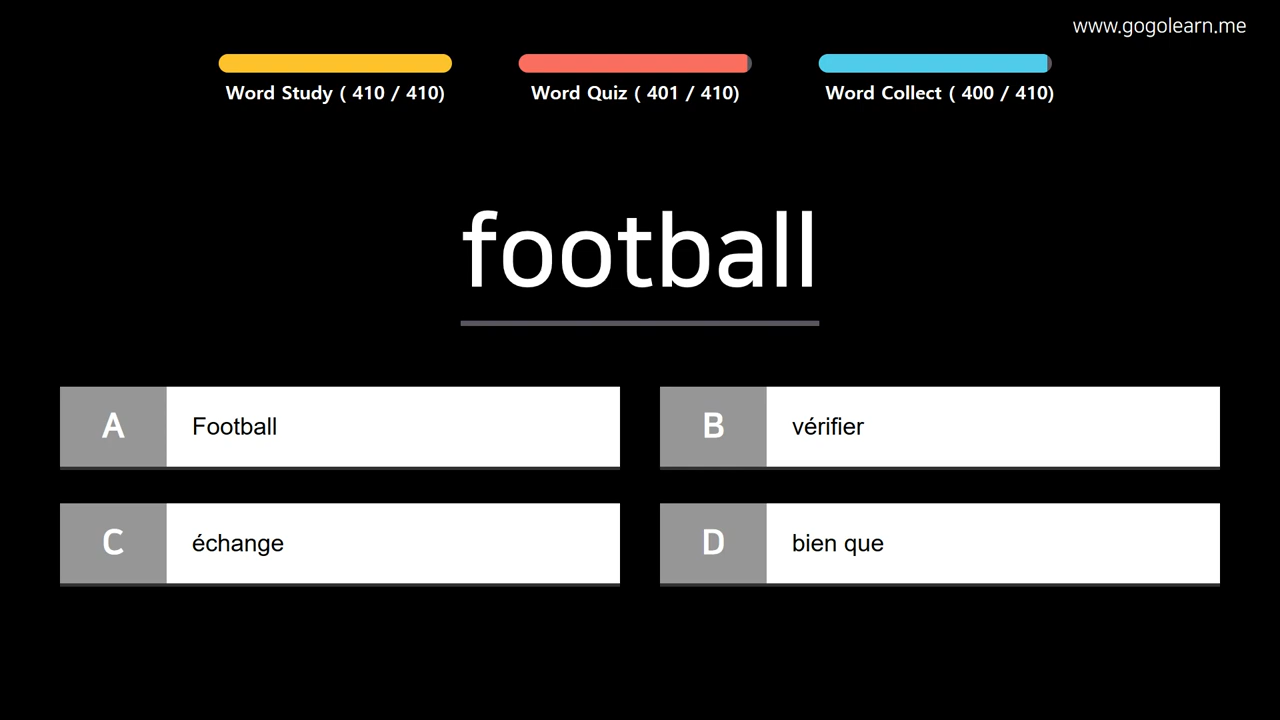 www.gogolearn.me
Word Study ( 410 / 410)
Word Quiz ( 401 / 410)
Word Collect ( 400 / 410)
football
A
Football
B
vérifier
C
échange
D
bien que